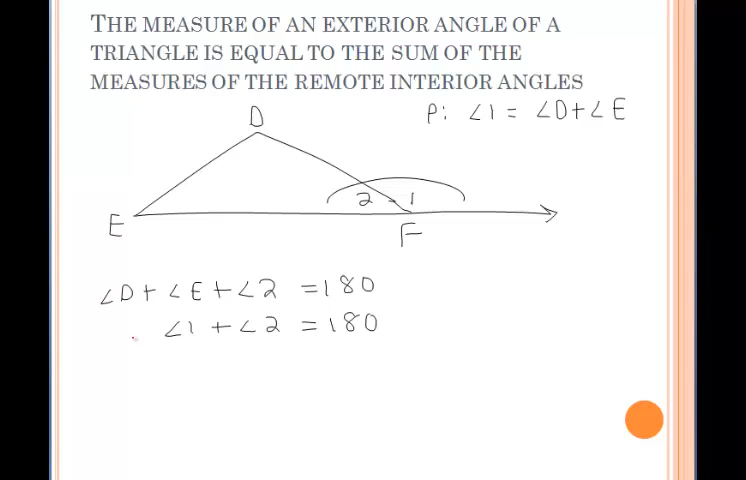 THE MEASURE OF AN EXTERIOR ANGLE OF A
TRIANGLE IS EQUAL TO THE SUM OF THE
MEASURES OF THE REMOTE INTERIOR ANGLES
P: ∠1 = ∠D+∠E
D
2 1
E
F
∠D+ ∠E+∠2 =180
∠1 +∠2 =180